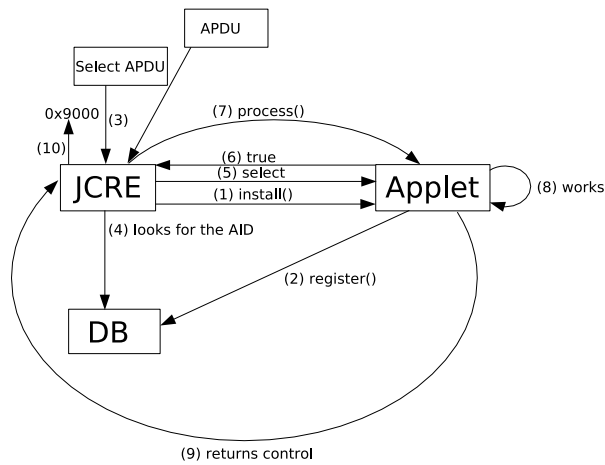 APDU
Select APDU
(7) process()
0x9000
(3)
(10)
(6) true
(5) select
JCRE
Applet
(8) works
(1) install()
(4) looks for the AID
(2) register()
DB
(9) returns control